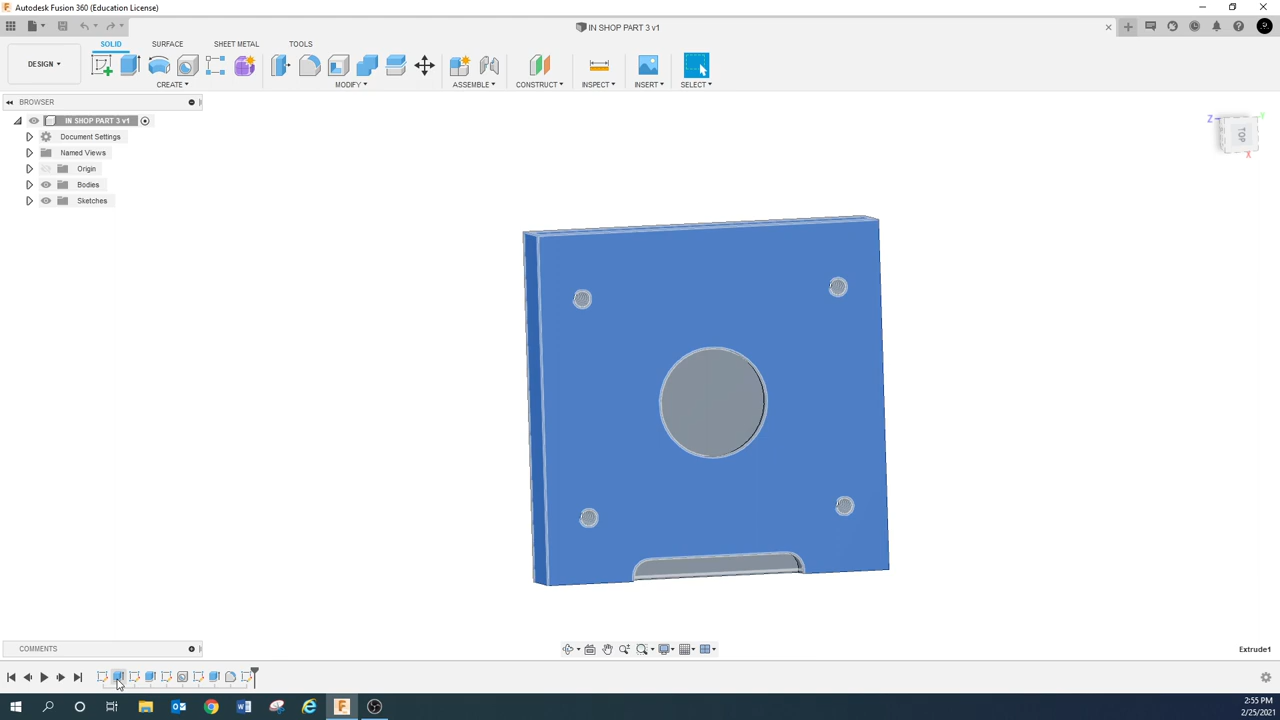 Autodesk Fusion 360 (Education License)
IN SHOP PART 3 v1
SOLID SURFACE SHEET METAL TOOLS
DESIGN
CREATE MODIFY ASSEMBLE CONSTRUCT INSPECT INSERT SELECT
BROWSER
IN SHOP PART 3 v1
Document Settings
Named Views
Origin
Bodies
Sketches
Z
Y
TOP
X
COMMENTS
Extrude1
2:55 PM
2/25/2021